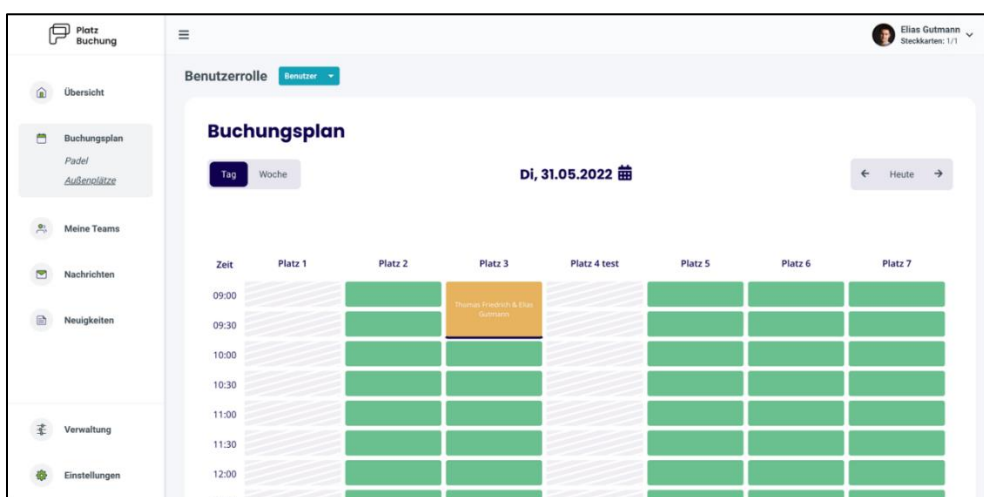 Platz
Buchung
Elias Gutmann
Steckkarten: 1/1
Benutzerrolle
Benutzer
Übersicht
Buchungsplan
Padel
Außenplätze
Meine Teams
Nachrichten
Neuigkeiten
Verwaltung
Einstellungen
Buchungsplan
Tag
Woche
Di, 31.05.2022
Heute
Zeit Platz 1 Platz 2 Platz 3 Platz 4 test Platz 5 Platz 6 Platz 7
09:00
Thomas Friedrich & Elias
Gutmann
09:30
10:00
10:30
11:00
11:30
12:00